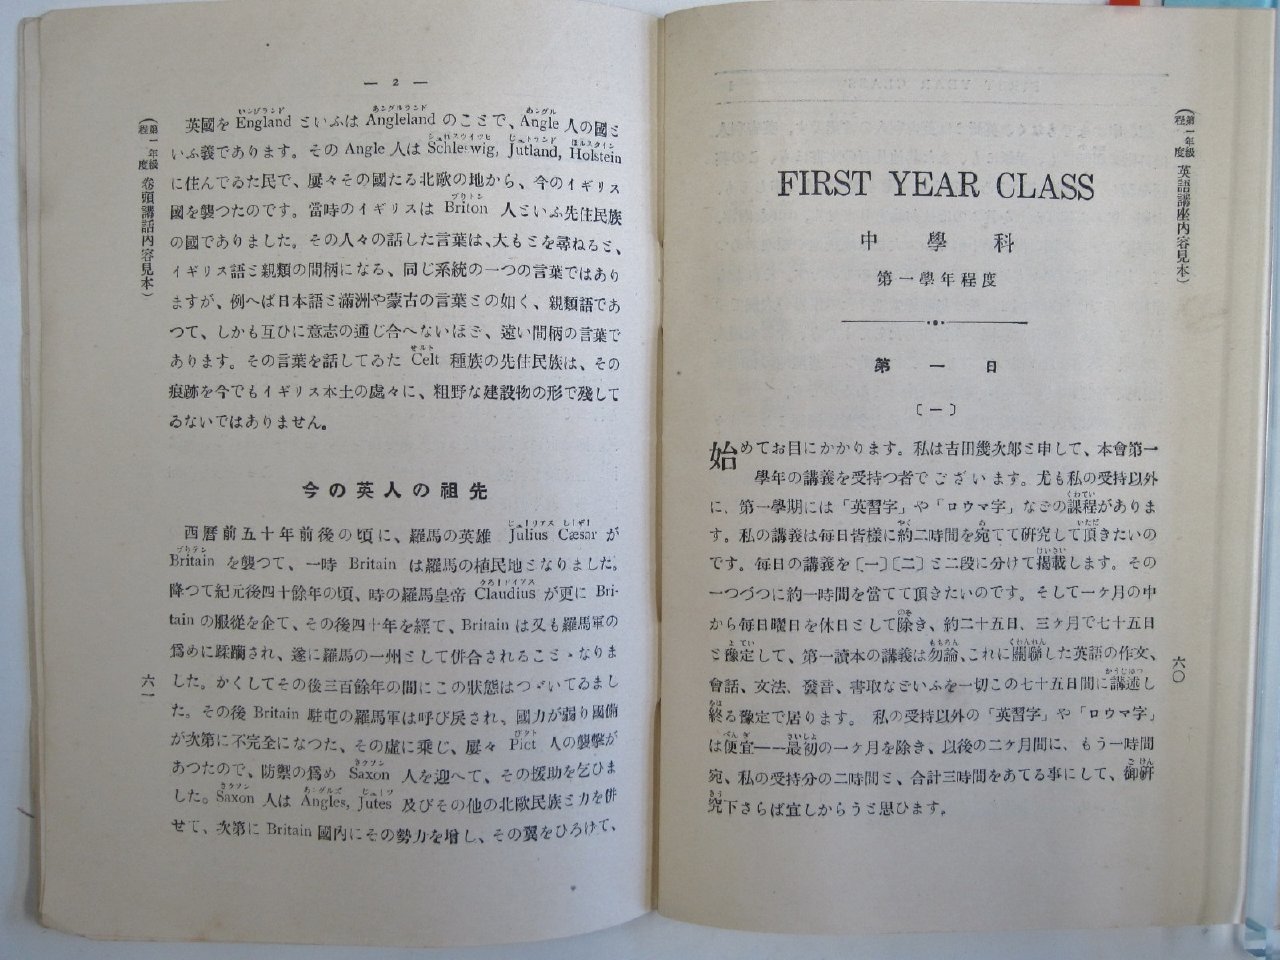 — 2 —
英國を England といふは Angleland のことで、Angle 人の國と
いふ義であります。その Angle 人は Schleswig, Jutland, Holstein
に住んでゐた民で、屢々その國たる北歐の地から、今のイギリス
國を襲つたのです。當時のイギリスは Briton 人といふ先住民族
の國でありました。その人々の話した言葉は、大もとを尋ねると、
イギリス語と親類の間柄になる、同じ系統の一つの言葉ではあり
ますが、例へば日本語と滿洲や蒙古の言葉との如く、親類語であ
つて、しかも互ひに意志の通じ合へないほど、遠い間柄の言葉で
あります。その言葉を話してゐた Celt 種族の先住民族は、その
痕跡を今でもイギリス本土の處々に、粗野な建設物の形で殘して
ゐないではありません。
今の英人の祖先
西曆前五十年前後の頃に、羅馬の英雄 Julius Cæsar が
Britain を襲つて、一時 Britain は羅馬の植民地となりました。
降つて紀元後四十餘年の頃、時の羅馬皇帝 Claudius が更に Bri-
tain の服從を企て、その後四十年を經て、Britain は又も羅馬軍の
爲めに蹂躙され、遂に羅馬の一州として併合されることゝなりま
した。かくしてその後三百餘年の間にこの狀態はつゞいてゐまし
た。その後 Britain 駐屯の羅馬軍は呼び戾され、國力が弱り國備
が次第に不完全になつた、その虛に乘じ、屢々 Pict 人の襲擊が
あつたので、防禦の爲め Saxon 人を迎へて、その援助を乞ひま
した。Saxon 人は Angles, Jutes 及びその他の北歐民族と力を併
せて、次第に Britain 國內にその勢力を增し、その翼をひろげて、
（第一年級程度 卷頭講話內容見本）
六一
（第一年級程度 英語講座內容見本）
六〇
FIRST YEAR CLASS
中學科
第一學年程度
第一日
〔一〕
始めてお目にかかります。私は吉田幾次郎と申して、本會第一
學年の講義を受持つ者でございます。尤も私の受持以外
に、第一學期には「英習字」や「ロウマ字」などの課程がありま
す。私の講義は每日皆樣に約二時間を宛てて硏究して頂きたいの
です。每日の講義を〔一〕〔二〕と二段に分けて揭載します。その
一つづつに約一時間を當てて頂きたいのです。そして一ケ月の中
から每日曜日を休日として除き、約二十五日、三ケ月で七十五日
と豫定して、第一讀本の講義は勿論、これに關聯した英語の作文、
會話、文法、發音、書取などいふを一切この七十五日間に講述し
終る豫定で居ります。私の受持以外の「英習字」や「ロウマ字」
は便宜——最初の一ケ月を除き、以後の二ケ月間に、もう一時間
宛、私の受持分の二時間と、合計三時間をあてる事にして、御硏
究下さらば宜しからうと思ひます。